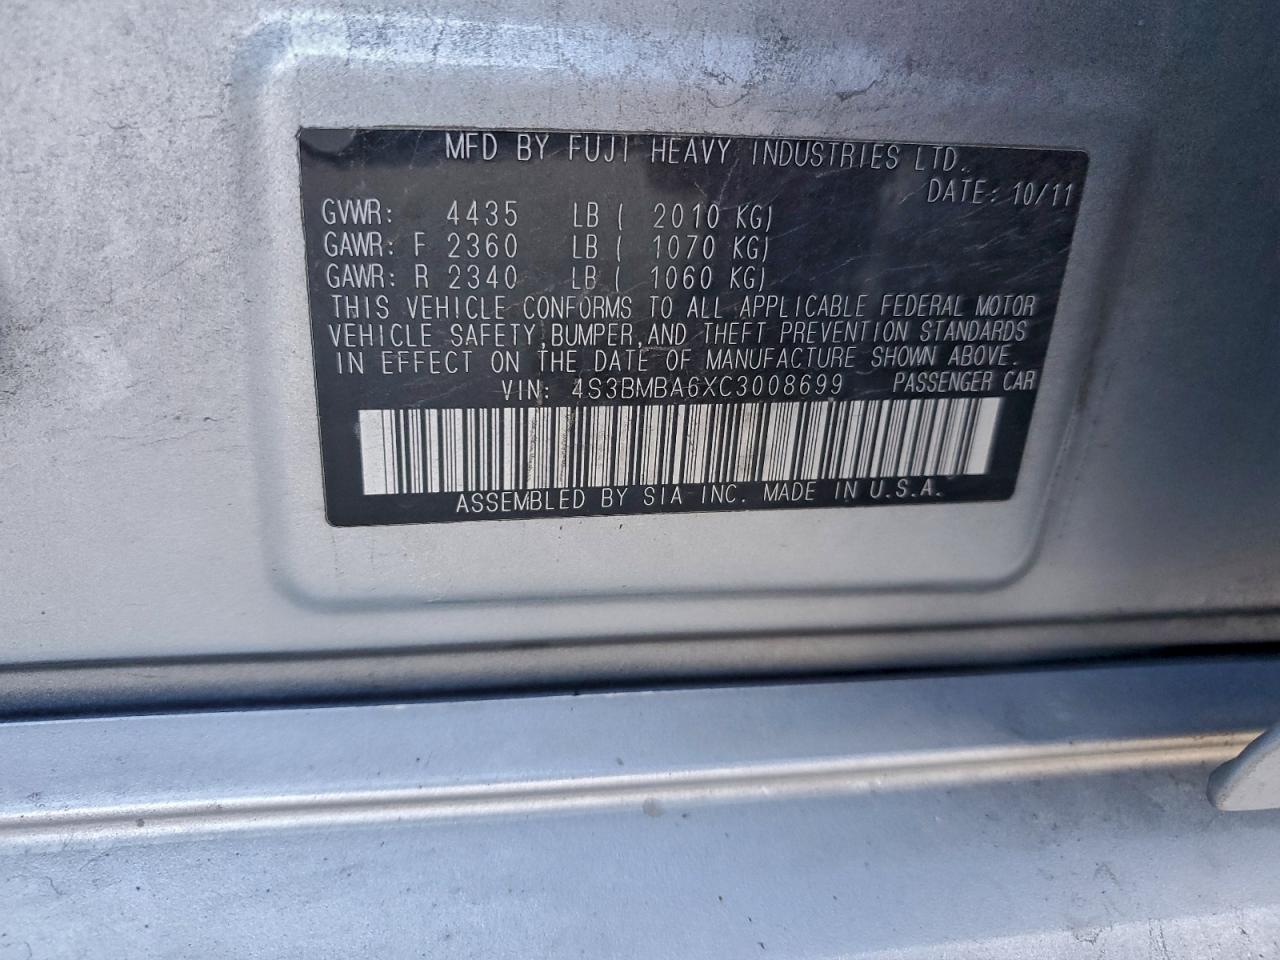 MFD BY FUJI HEAVY INDUSTRIES LTD.
DATE: 10/11
GVWR: 4435 LB ( 2010 KG)
GAWR: F 2360 LB ( 1070 KG)
GAWR: R 2340 LB ( 1060 KG)
THIS VEHICLE CONFORMS TO ALL APPLICABLE FEDERAL MOTOR
VEHICLE SAFETY,BUMPER,AND THEFT PREVENTION STANDARDS
IN EFFECT ON THE DATE OF MANUFACTURE SHOWN ABOVE.
VIN: 4S3BMBA6XC3008699 PASSENGER CAR
ASSEMBLED BY SIA INC. MADE IN U.S.A.